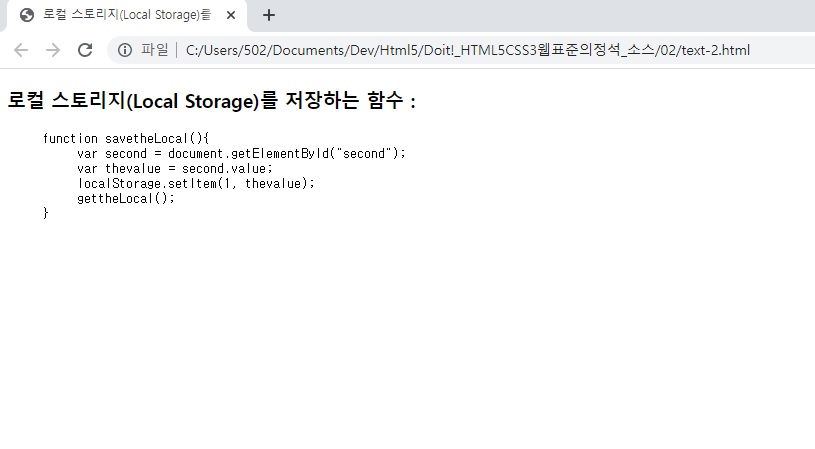 로컬 스토리지(Local Storage)를
파일
C:/Users/502/Documents/Dev/Html5/Doit!_HTML5CSS3웹표준의정석_소스/02/text-2.html
로컬 스토리지(Local Storage)를 저장하는 함수 :
function savetheLocal(){
var second = document.getElementById("second");
var thevalue = second.value;
localStorage.setItem(1, thevalue);
gettheLocal();
}